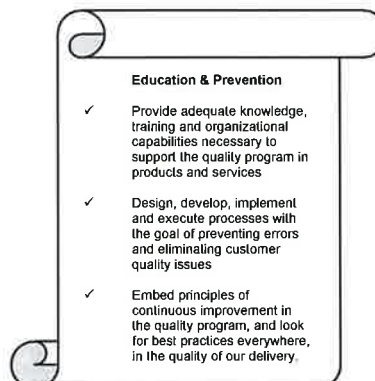 Education & Prevention
✓ Provide adequate knowledge,
training and organizational
capabilities necessary to
support the quality program in
products and services
✓ Design, develop, implement
and execute processes with
the goal of preventing errors
and eliminating customer
quality issues
✓ Embed principles of
continuous improvement in
the quality program, and look
for best practices everywhere,
in the quality of our delivery.